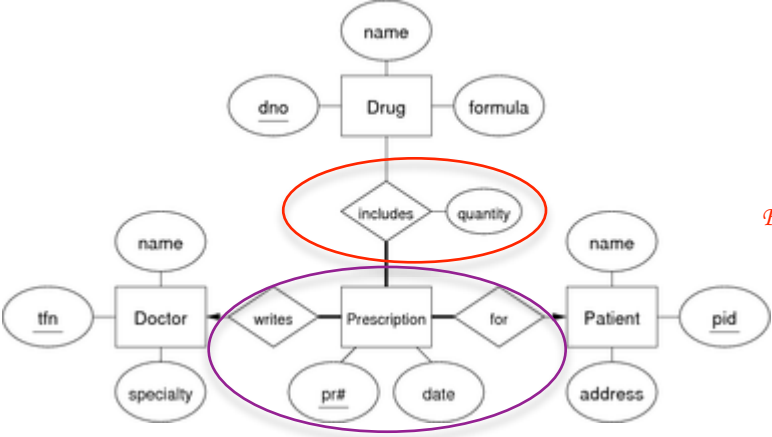 name
dno
Drug
formula
includes
quantity
name
name
tfn
Doctor
writes
Prescription
for
Patient
pid
specialty
pr#
date
address